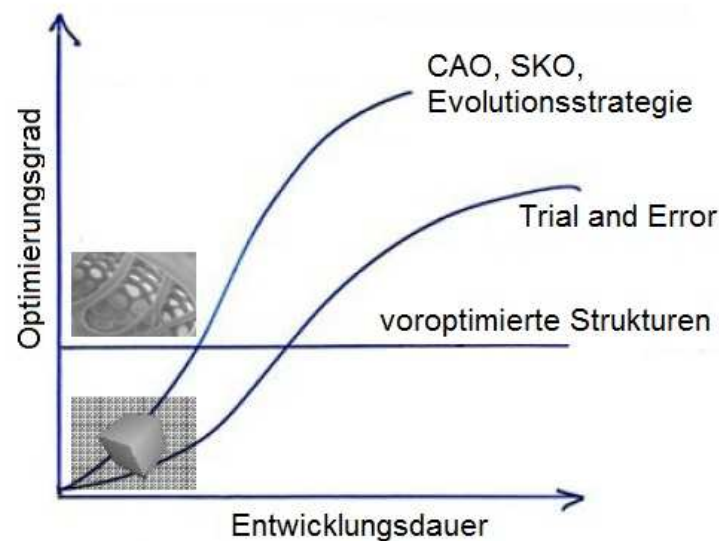 CAO, SKO,
Evolutionsstrategie
Optimierungsgrad
Trial and Error
voroptimierte Strukturen
Entwicklungsdauer